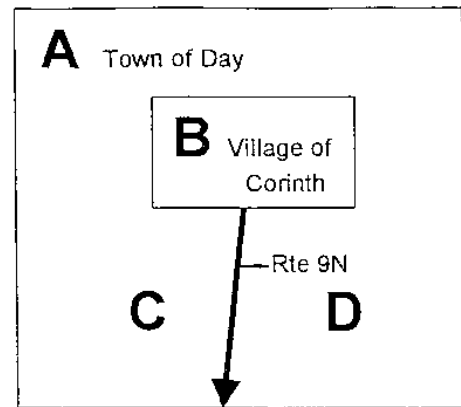 A Town of Day
B Village of
Corinth
Rte 9N
C D